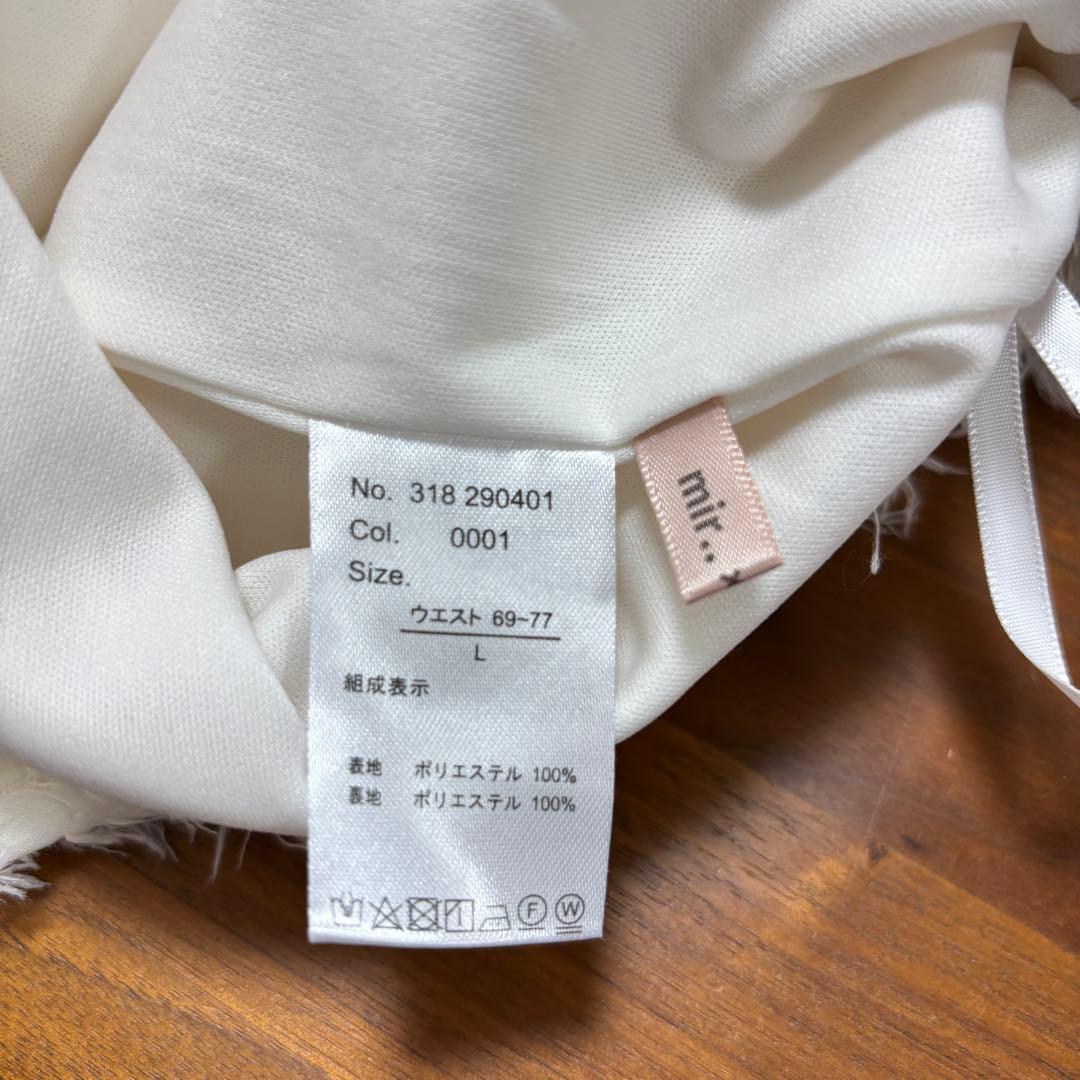 No. 318 290401
Col. 0001
Size.
ウエスト 69~77
L
組成表示
表地 ポリエステル 100%
表地 ポリエステル 100%
F W
mir..